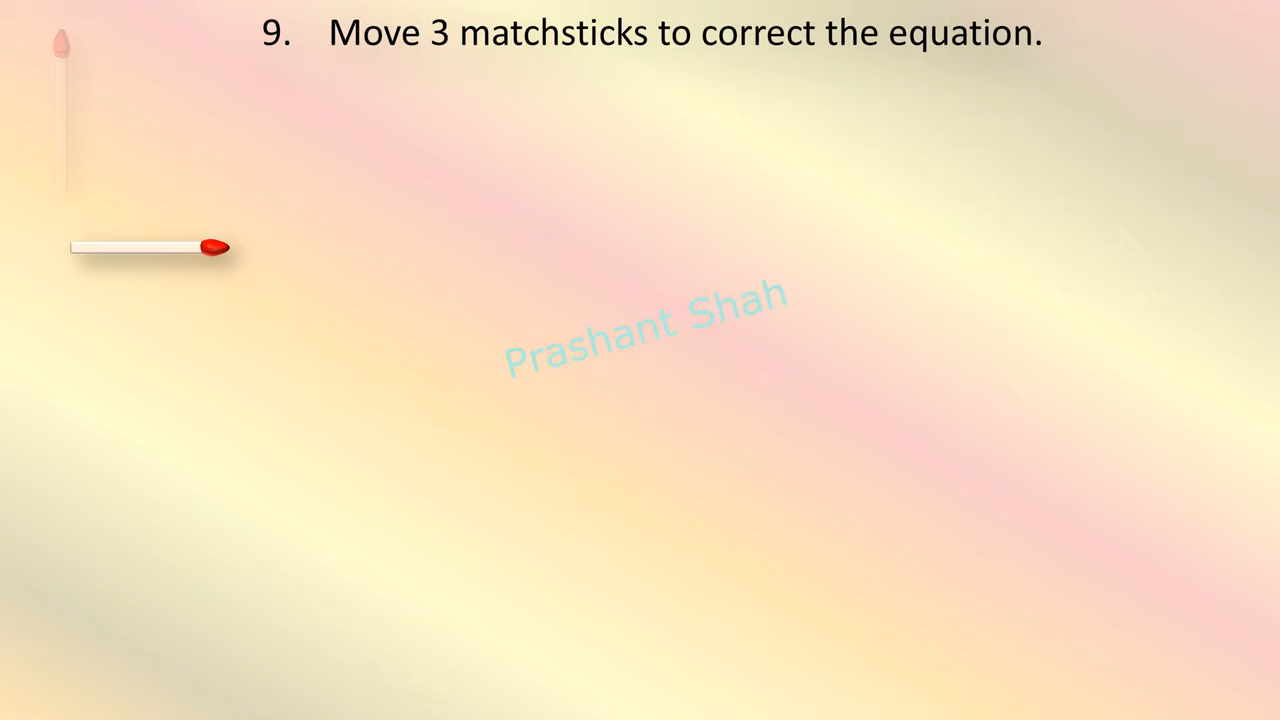 9. Move 3 matchsticks to correct the equation.
Prashant Shah